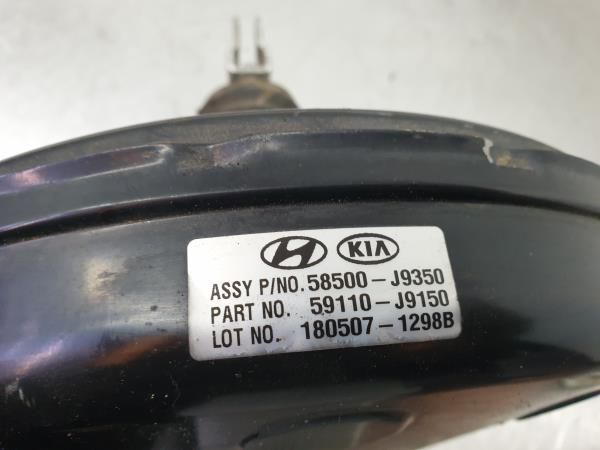 KIA
ASSY P/NO. 58500-J9350
PART NO. 59110-J9150
LOT NO. 180507-1298B